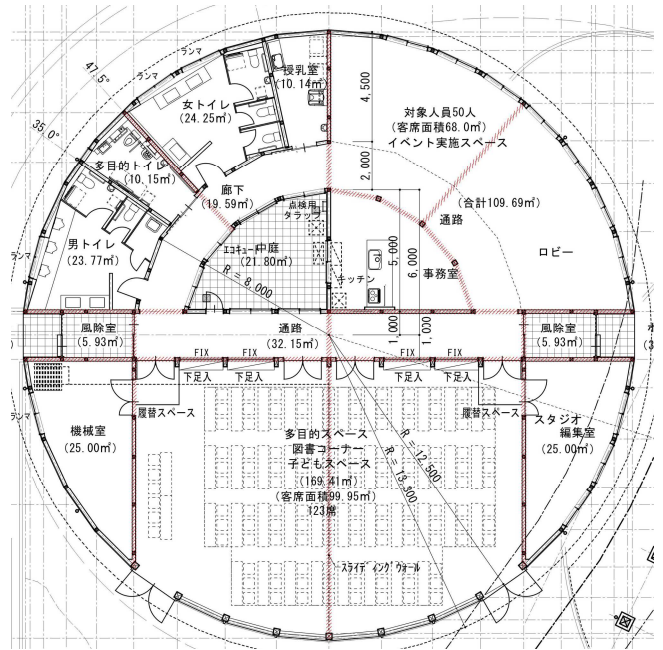 ランマ
ランマ
47.5°
35.0°
授乳室
(10.14㎡)
女トイレ
(24.25㎡)
4,500
対象人員50人
(客席面積68.0㎡)
イベント実施スペース
多目的トイレ
(10.15㎡)
2,000
廊下
(19.59㎡)
点検用
タラップ
(合計109.69㎡)
通路
男トイレ
(23.77㎡)
エコキュート
中庭
(21.80㎡)
R = 8,000
5,000
6,000
ロビー
事務室
キッチン
ランマ
風除室
(5.93㎡)
通路
(32.15㎡)
1,000
1,000
風除室
(5.93㎡)
FIX
FIX
FIX
FIX
下足入
下足入
下足入
下足入
ランマ
履替スペース
履替スペース
機械室
(25.00㎡)
多目的スペース
図書コーナー
子どもスペース
(169.41㎡)
(客席面積99.95㎡)
123席
R = 12,500
R = 13,300
スタジオ
編集室
(25.00㎡)
スライディングウォール